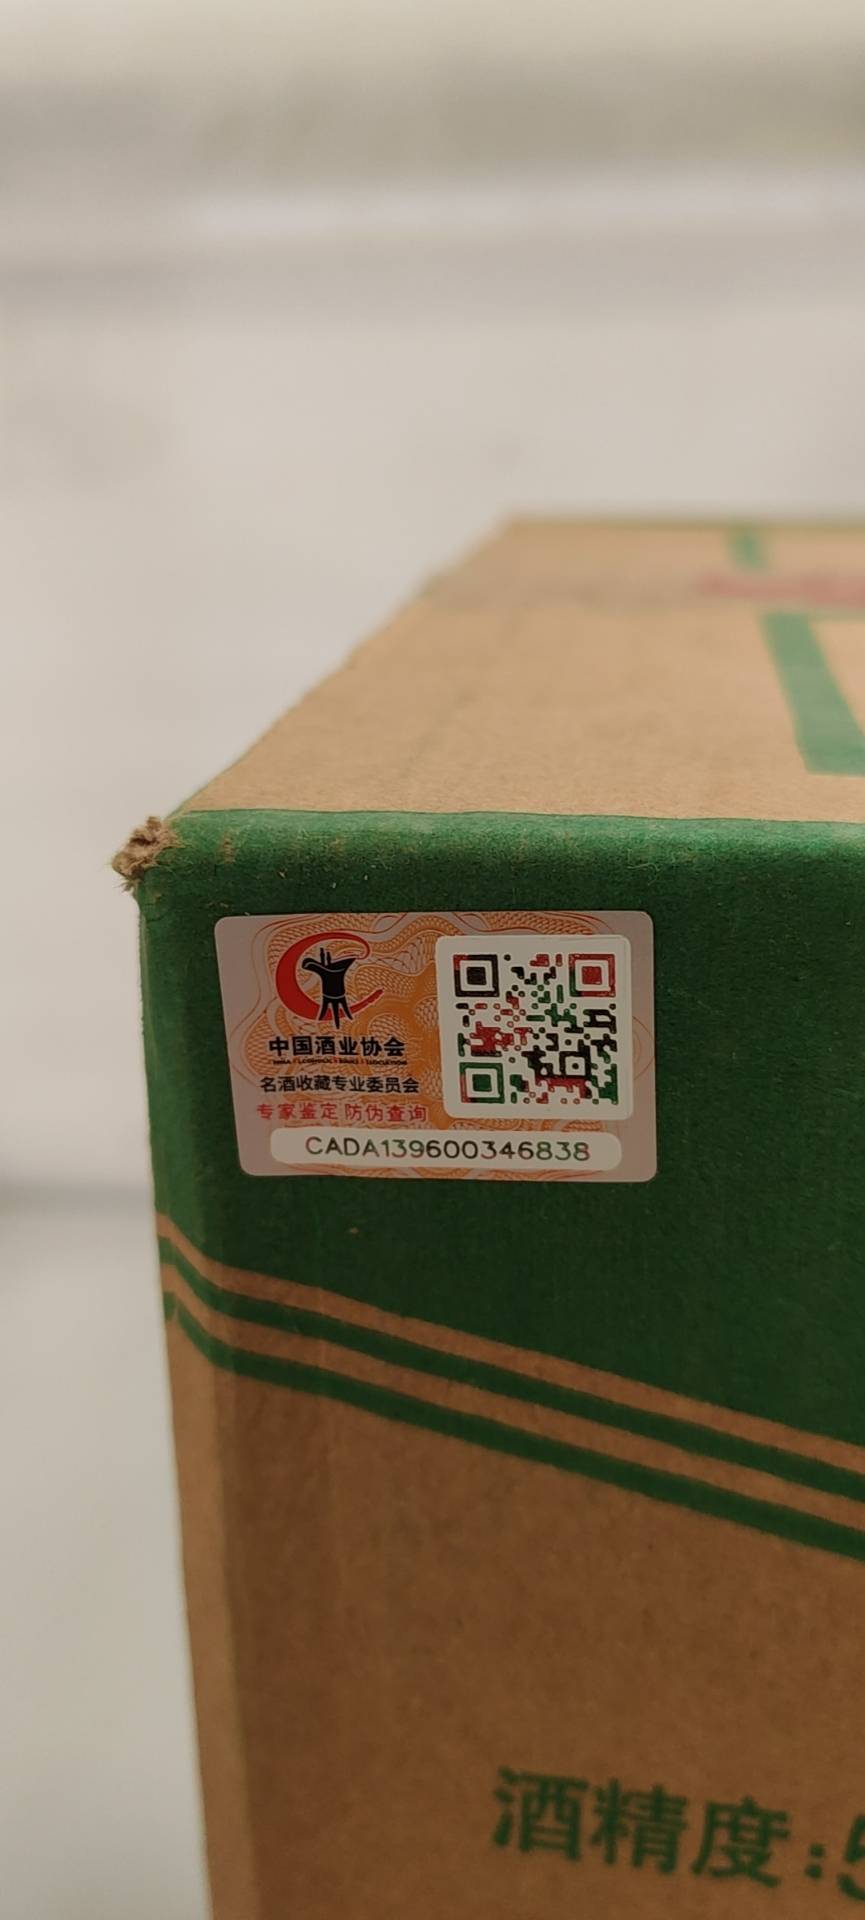 中国酒业协会
名酒收藏专业委员会
专家鉴定 防伪查询
CADA139600346838
酒精度:5